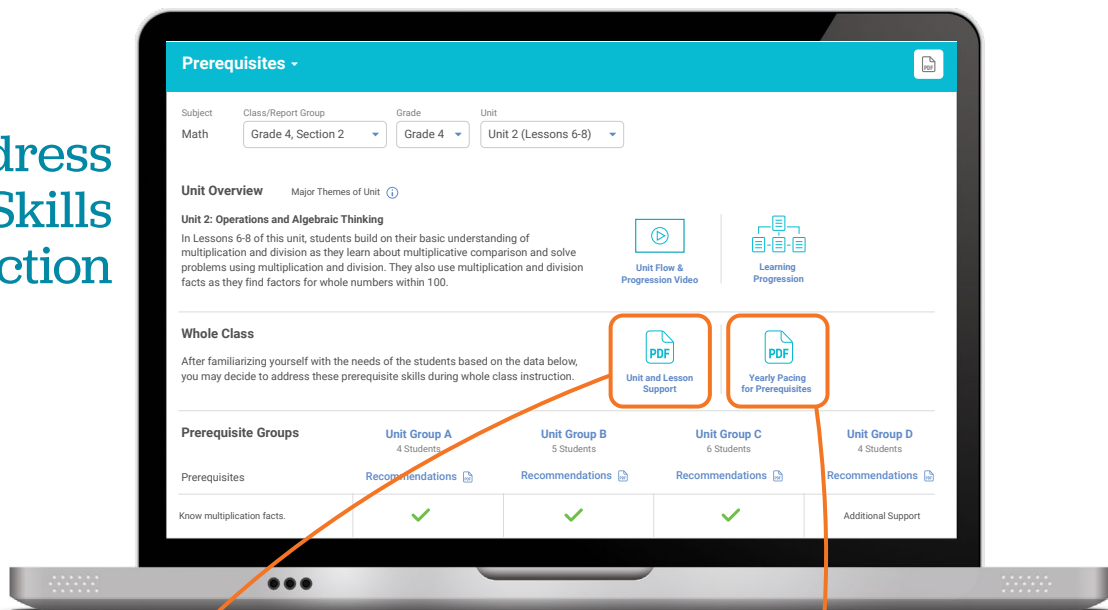 Prerequisites
PDF
Subject
Class/Report Group
Grade
Unit
Math
Grade 4, Section 2
Grade 4
Unit 2 (Lessons 6-8)
Skills
Unit Overview
Major Themes of Unit
Unit 2: Operations and Algebraic Thinking
In Lessons 6-8 of this unit, students build on their basic understanding of
multiplication and division as they learn about multiplicative comparison and solve
problems using multiplication and division. They also use multiplication and division
facts as they find factors for whole numbers within 100.
Unit Flow &
Progression Video
Learning
Progression
Whole Class
After familiarizing yourself with the needs of the students based on the data below,
you may decide to address these prerequisite skills during whole class instruction.
PDF
Unit and Lesson
Support
PDF
Yearly Pacing
for Prerequisites
Prerequisite Groups
Unit Group A
4 Students
Unit Group B
5 Students
Unit Group C
6 Students
Unit Group D
4 Students
Prerequisites
Recommendations
Recommendations
Recommendations
Recommendations
Know multiplication facts.
Additional Support